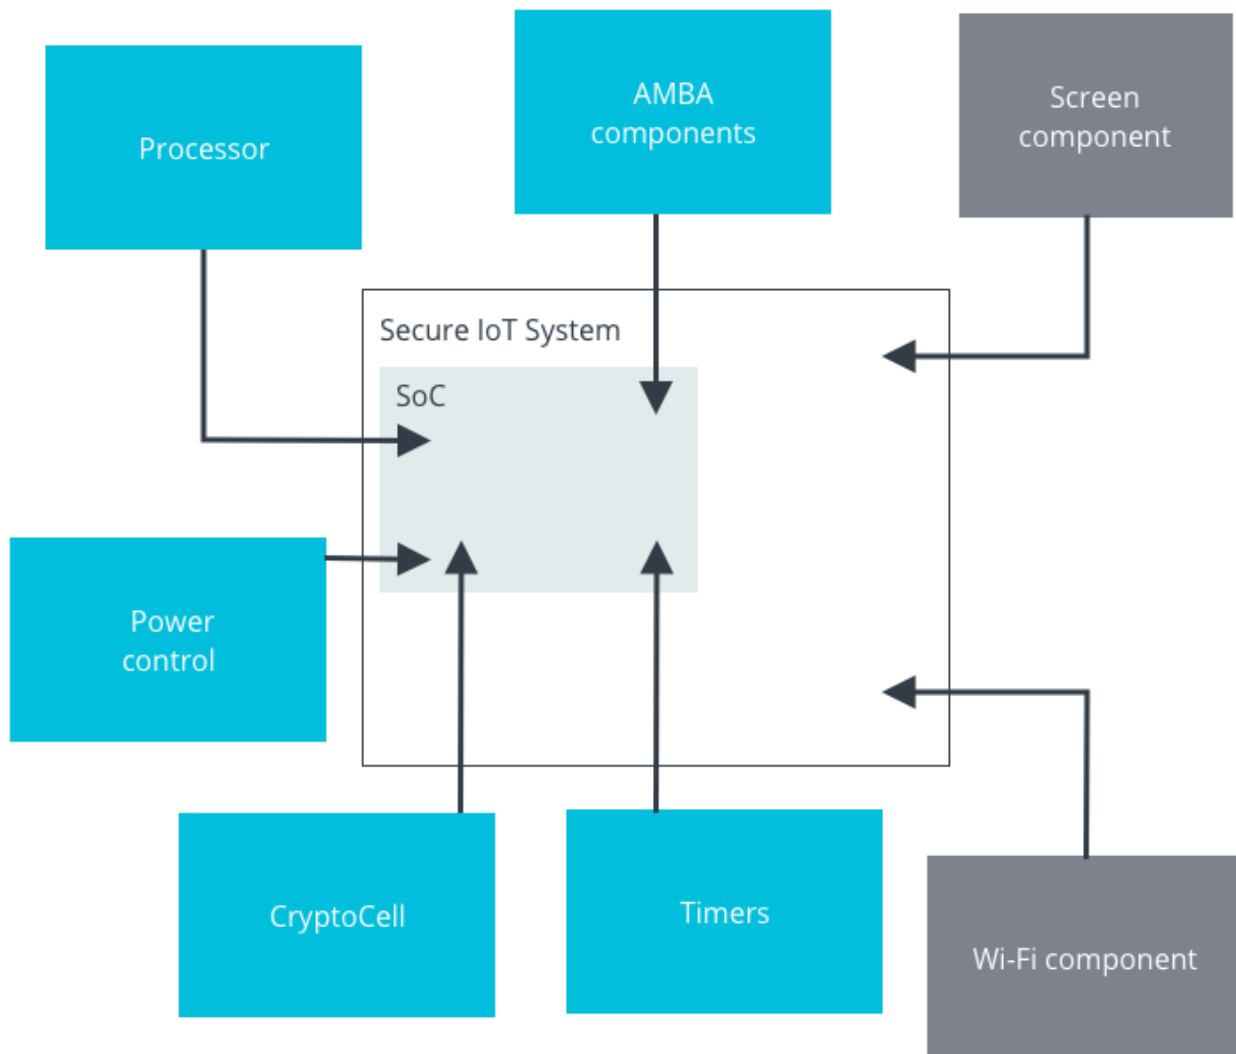 Processor
AMBA
components
Screen
component
Secure IoT System
SoC
Power
control
CryptoCell
Timers
Wi-Fi component